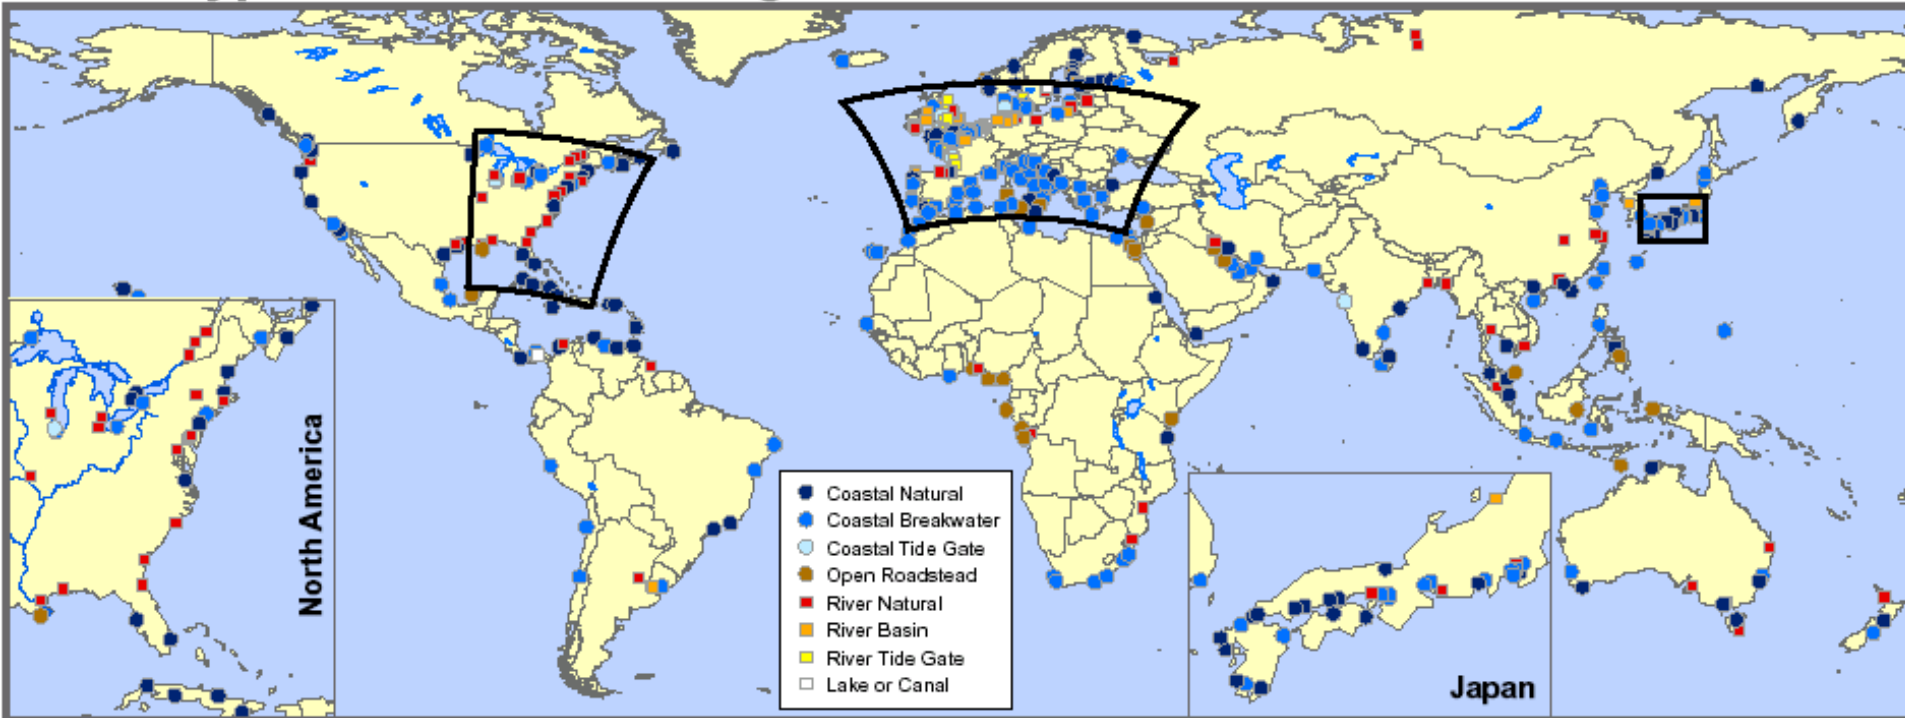 North America
Coastal Natural
Coastal Breakwater
Coastal Tide Gate
Open Roadstead
River Natural
River Basin
River Tide Gate
Lake or Canal
Japan